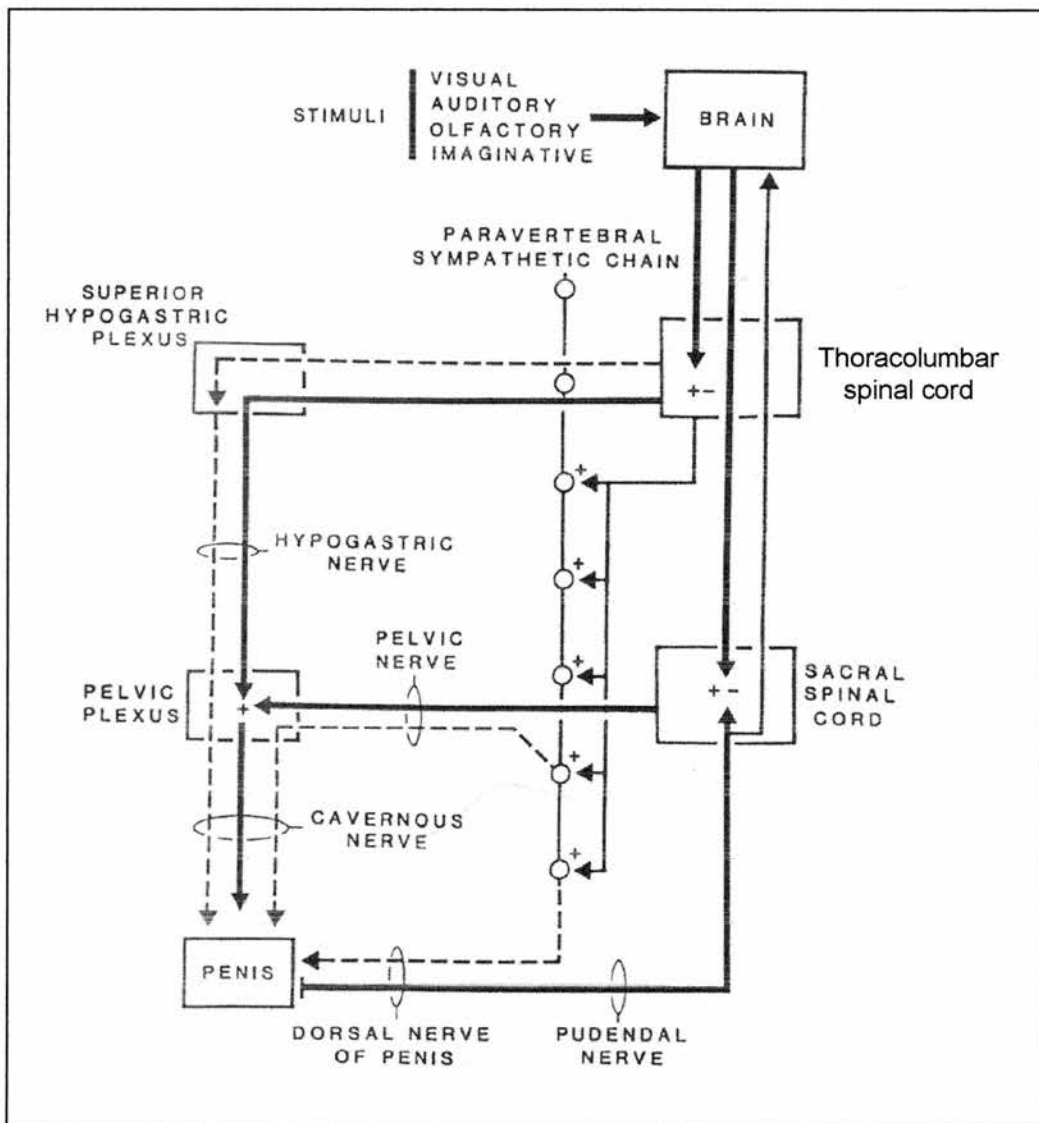 STIMULI
VISUAL
AUDITORY
OLFACTORY
IMAGINATIVE
BRAIN
PARAVERTEBRAL
SYMPATHETIC CHAIN
SUPERIOR
HYPOGASTRIC
PLEXUS
Thoracolumbar
spinal cord
+-
+
HYPOGASTRIC
NERVE
+
PELVIC
NERVE
+
PELVIC
PLEXUS
+
+-
SACRAL
SPINAL
CORD
+
CAVERNOUS
NERVE
+
PENIS
DORSAL NERVE
OF PENIS
PUDENDAL
NERVE